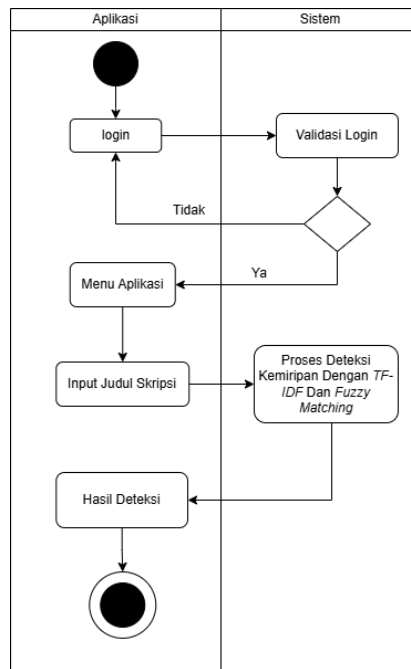 Aplikasi
Sistem
login
Validasi Login
Tidak
Ya
Menu Aplikasi
Input Judul Skripsi
Proses Deteksi
Kemiripan Dengan TF-
IDF Dan Fuzzy
Matching
Hasil Deteksi